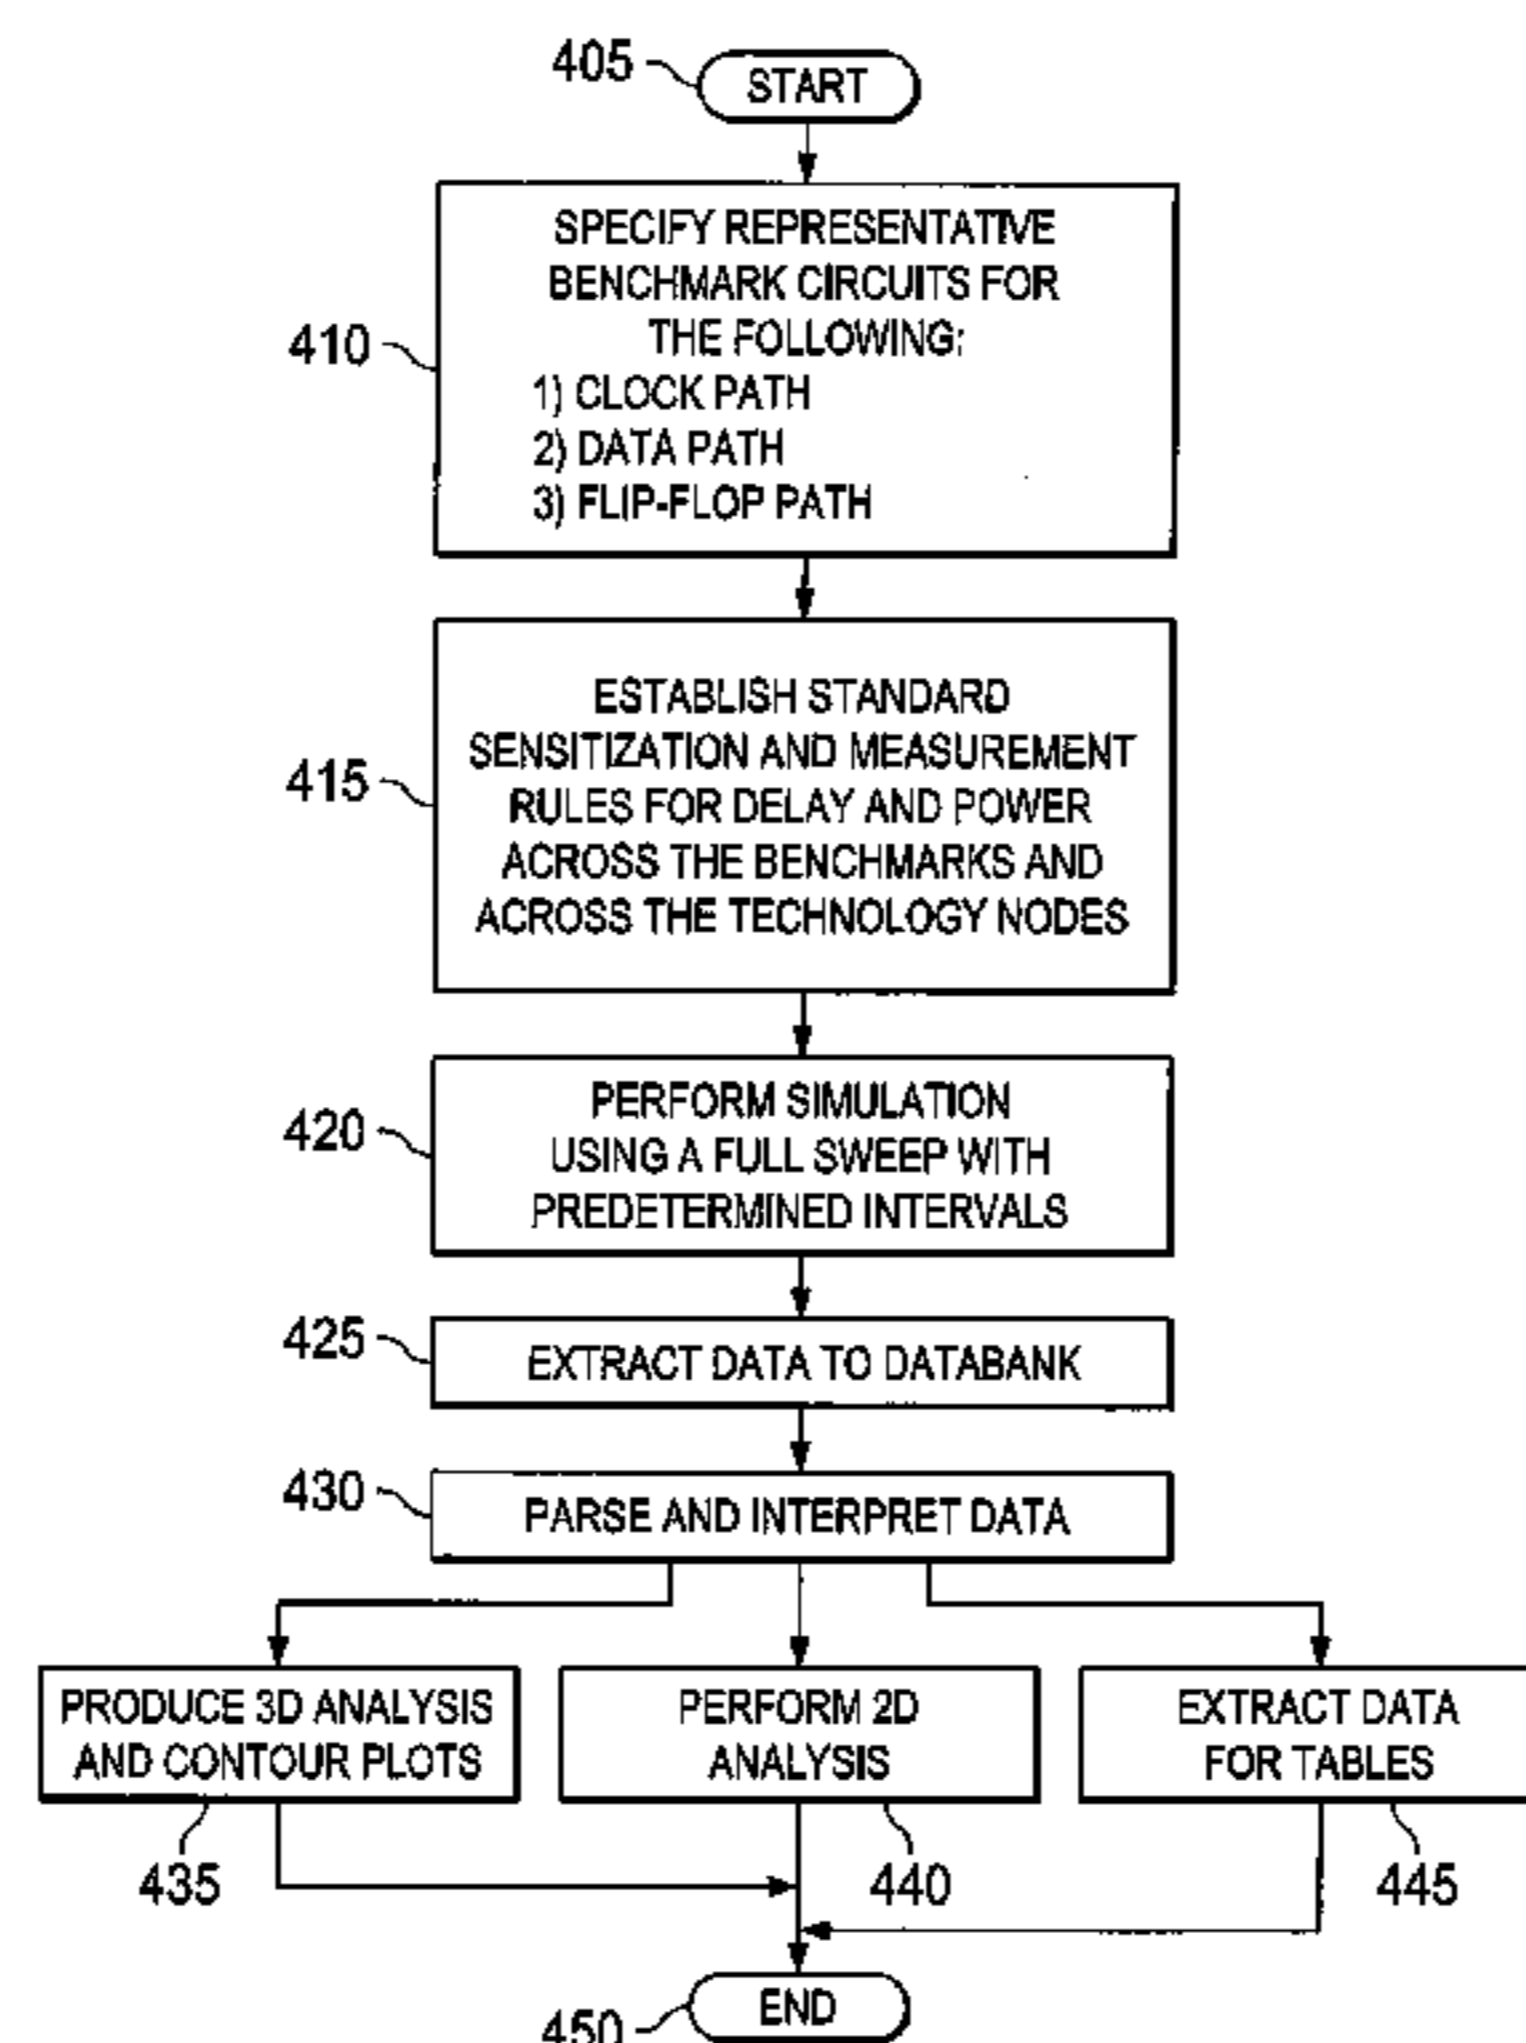 405
START
410
SPECIFY REPRESENTATIVE
BENCHMARK CIRCUITS FOR
THE FOLLOWING:
1) CLOCK PATH
2) DATA PATH
3) FLIP-FLOP PATH
415
ESTABLISH STANDARD
SENSITIZATION AND MEASUREMENT
RULES FOR DELAY AND POWER
ACROSS THE BENCHMARKS AND
ACROSS THE TECHNOLOGY NODES
420
PERFORM SIMULATION
USING A FULL SWEEP WITH
PREDETERMINED INTERVALS
425
EXTRACT DATA TO DATABANK
430
PARSE AND INTERPRET DATA
PRODUCE 3D ANALYSIS
AND CONTOUR PLOTS
435
PERFORM 2D
ANALYSIS
440
EXTRACT DATA
FOR TABLES
445
END
450